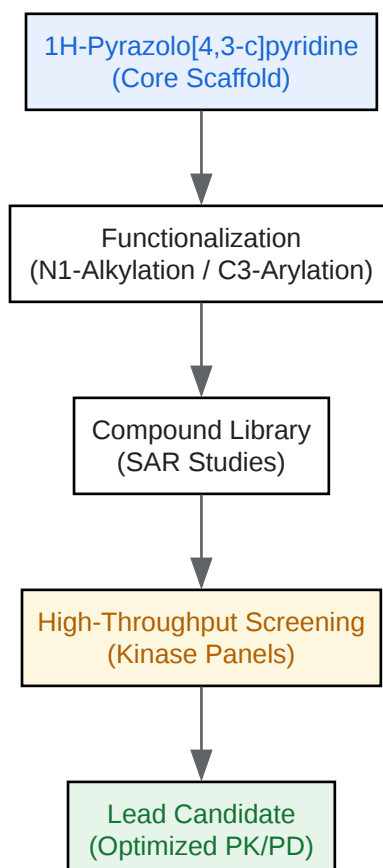 1H-Pyrazolo[4,3-c]pyridine
(Core Scaffold)
Functionalization
(N1-Alkylation / C3-Arylation)
Compound Library
(SAR Studies)
High-Throughput Screening
(Kinase Panels)
Lead Candidate
(Optimized PK/PD)